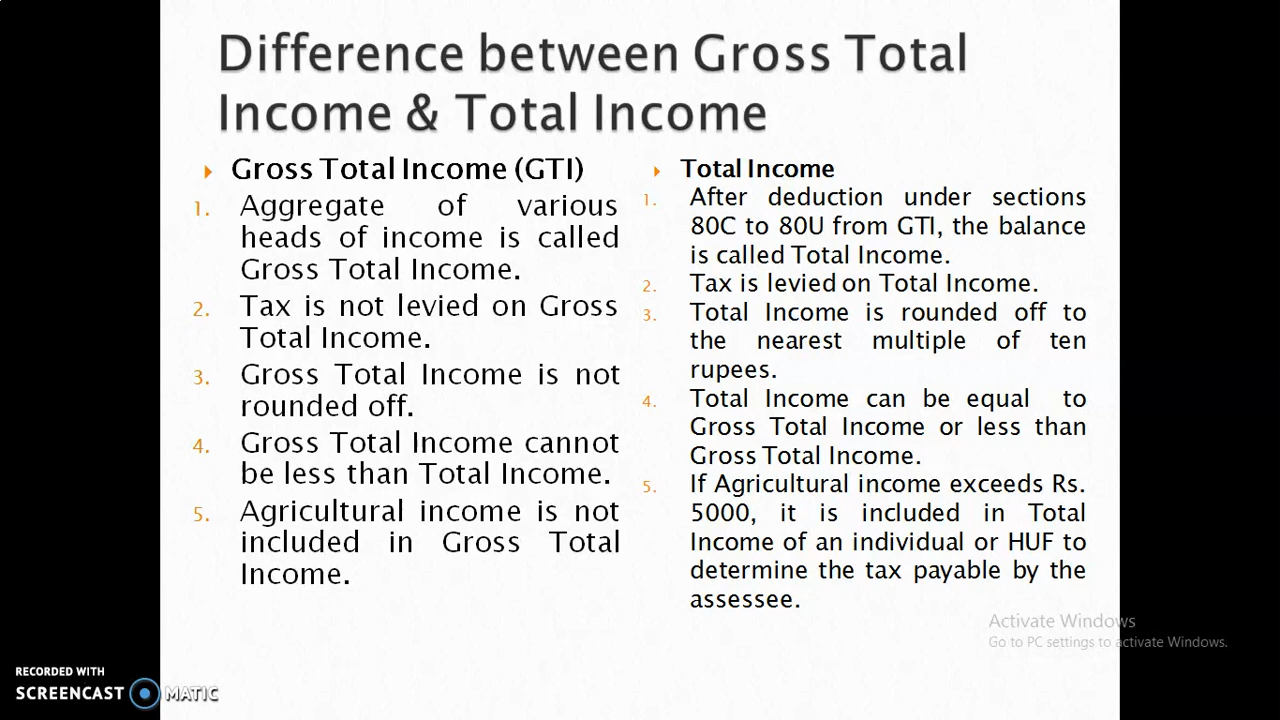 Difference between Gross Total
Income & Total Income
Gross Total Income (GTI)
1. Aggregate of various
heads of income is called
Gross Total Income.
2. Tax is not levied on Gross
Total Income.
3. Gross Total Income is not
rounded off.
4. Gross Total Income cannot
be less than Total Income.
5. Agricultural income is not
included in Gross Total
Income.
Total Income
1. After deduction under sections
80C to 80U from GTI, the balance
is called Total Income.
2. Tax is levied on Total Income.
3. Total Income is rounded off to
the nearest multiple of ten
rupees.
4. Total Income can be equal to
Gross Total Income or less than
Gross Total Income.
5. If Agricultural income exceeds Rs.
5000, it is included in Total
Income of an individual or HUF to
determine the tax payable by the
assessee.
Activate Windows
Go to PC settings to activate Windows.
RECORDED WITH
SCREENCAST MATIC